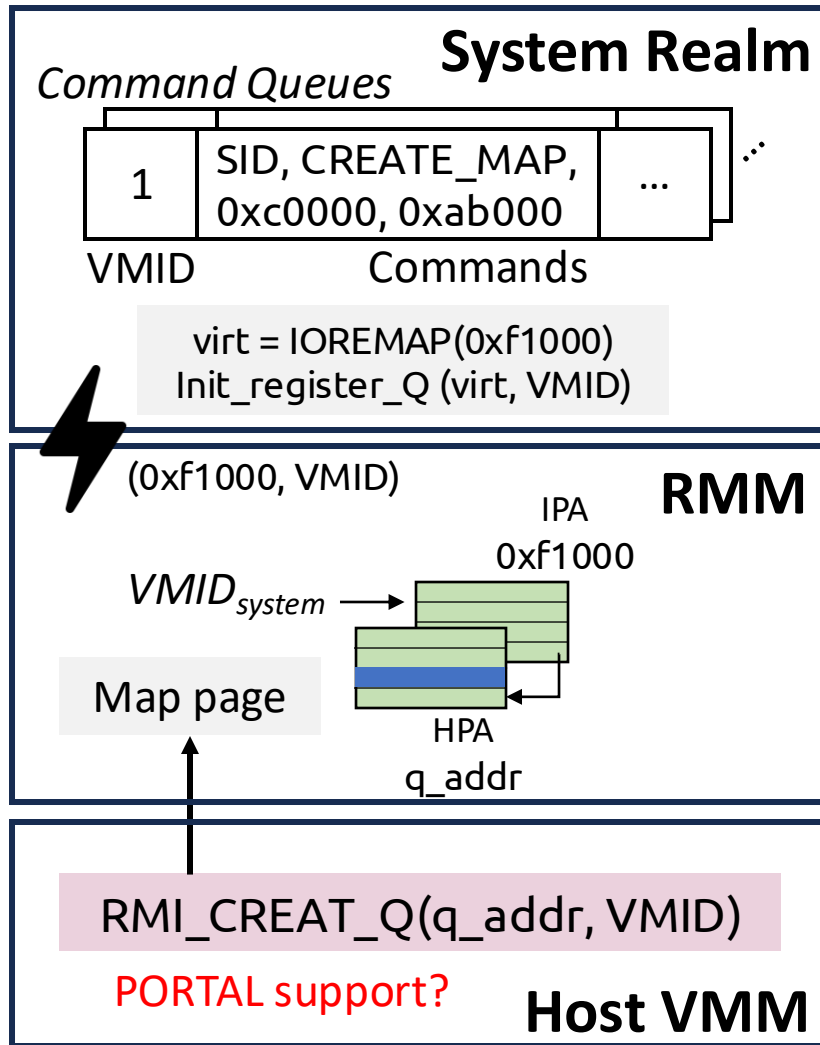 System Realm
Command Queues
1
SID, CREATE_MAP,
0xc0000, 0xab000
...
...
VMID
Commands
virt = IOREMAP(0xf1000)
Init_register_Q (virt, VMID)
(0xf1000, VMID)
RMM
IPA
0xf1000
VMIDsystem
Map page
HPA
q_addr
RMI_CREAT_Q(q_addr, VMID)
PORTAL support?
Host VMM